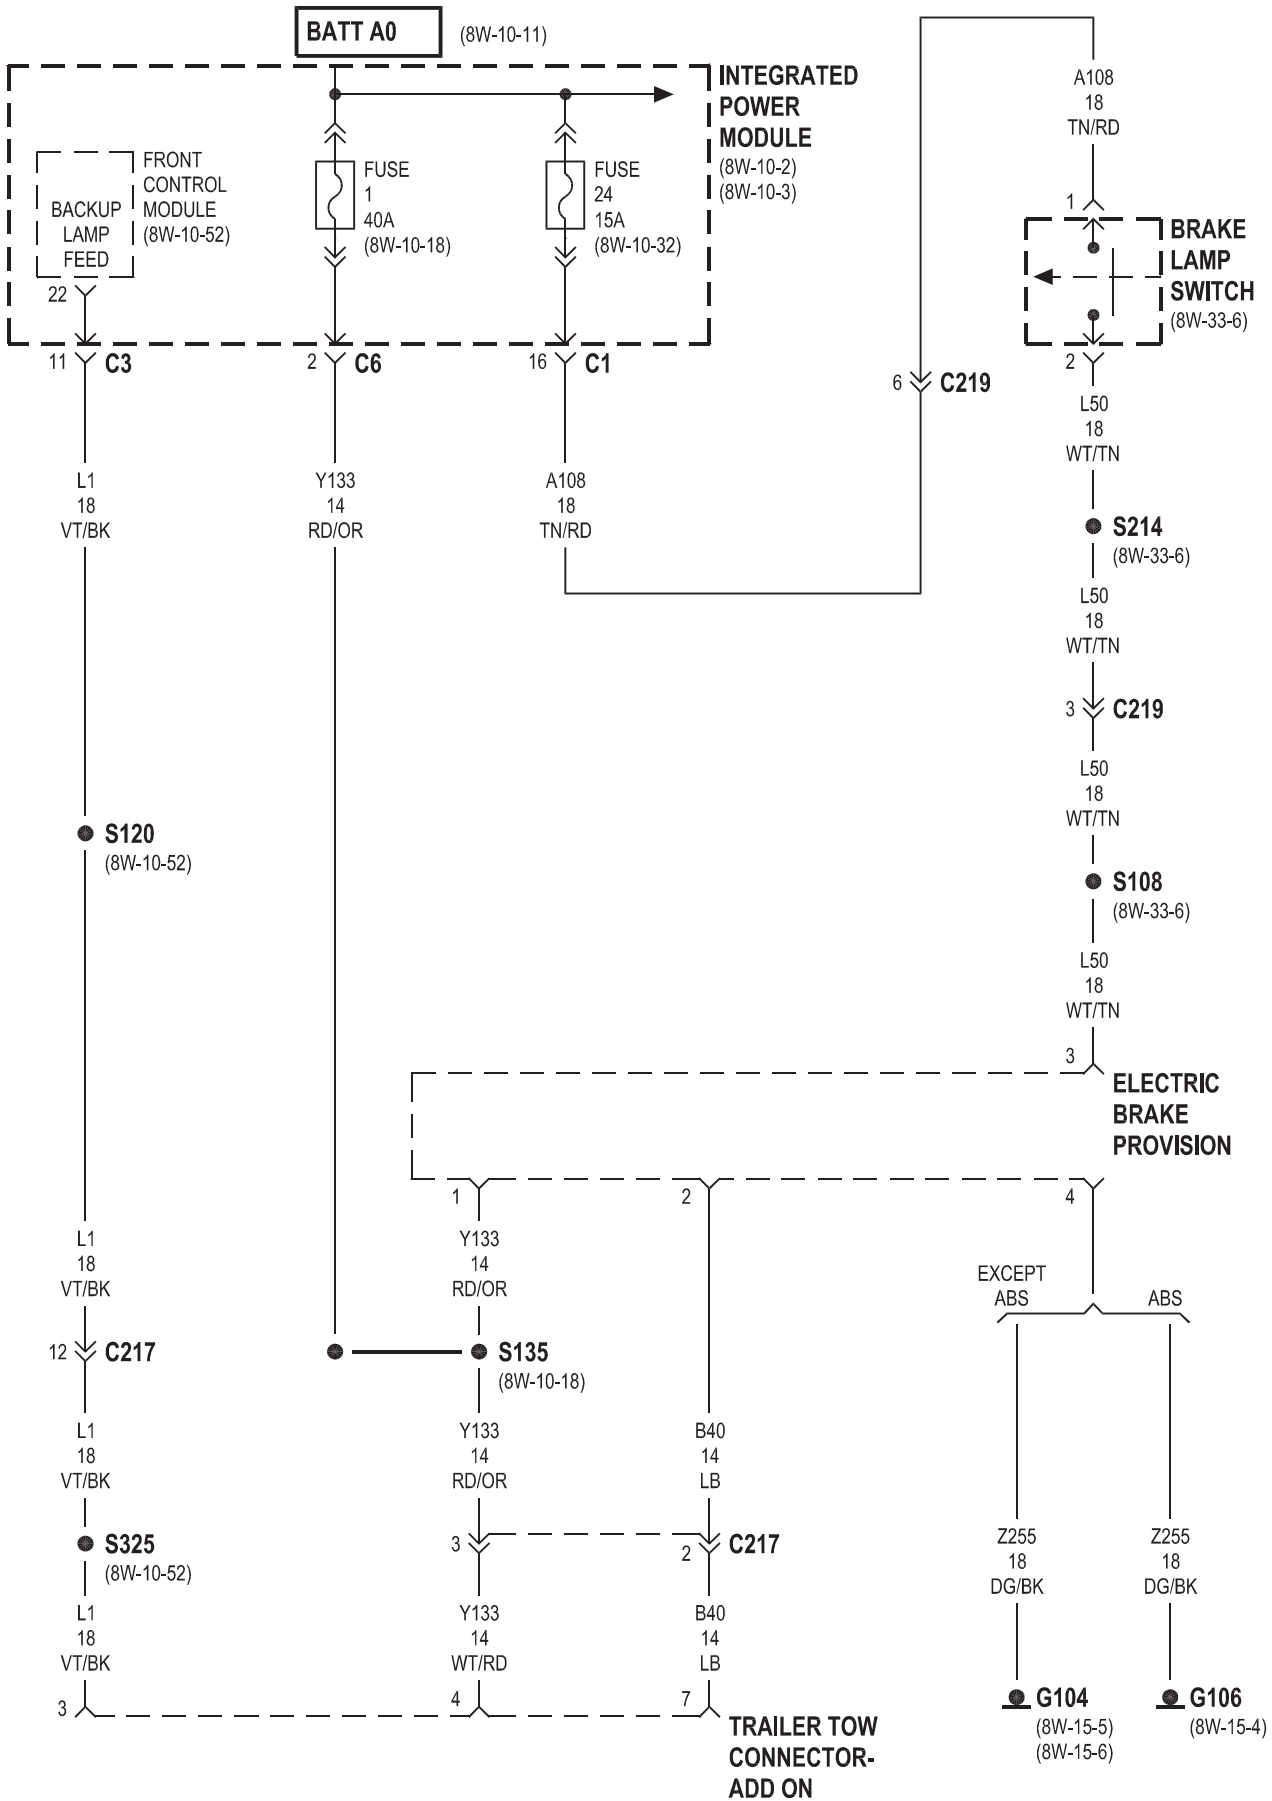 BATT A0 (8W-10-11)
INTEGRATED
POWER
MODULE
(8W-10-2)
(8W-10-3)
FRONT
CONTROL
MODULE
(8W-10-52)
BACKUP
LAMP
FEED
22
FUSE
1
40A
(8W-10-18)
FUSE
24
15A
(8W-10-32)
11 C3
2 C6
16 C1
A108
18
TN/RD
1
BRAKE
LAMP
SWITCH
(8W-33-6)
2
6 C219
L50
18
WT/TN
L1
18
VT/BK
Y133
14
RD/OR
A108
18
TN/RD
S214
(8W-33-6)
L50
18
WT/TN
3 C219
L50
18
WT/TN
S120
(8W-10-52)
S108
(8W-33-6)
L50
18
WT/TN
3
ELECTRIC
BRAKE
PROVISION
1
2
4
L1
18
VT/BK
Y133
14
RD/OR
EXCEPT
ABS
ABS
12 C217
S135
(8W-10-18)
L1
18
VT/BK
Y133
14
RD/OR
B40
14
LB
S325
(8W-10-52)
3
2
C217
Z255
18
DG/BK
Z255
18
DG/BK
L1
18
VT/BK
Y133
14
WT/RD
B40
14
LB
3
4
7
TRAILER TOW
CONNECTOR-
ADD ON
G104
(8W-15-5)
(8W-15-6)
G106
(8W-15-4)